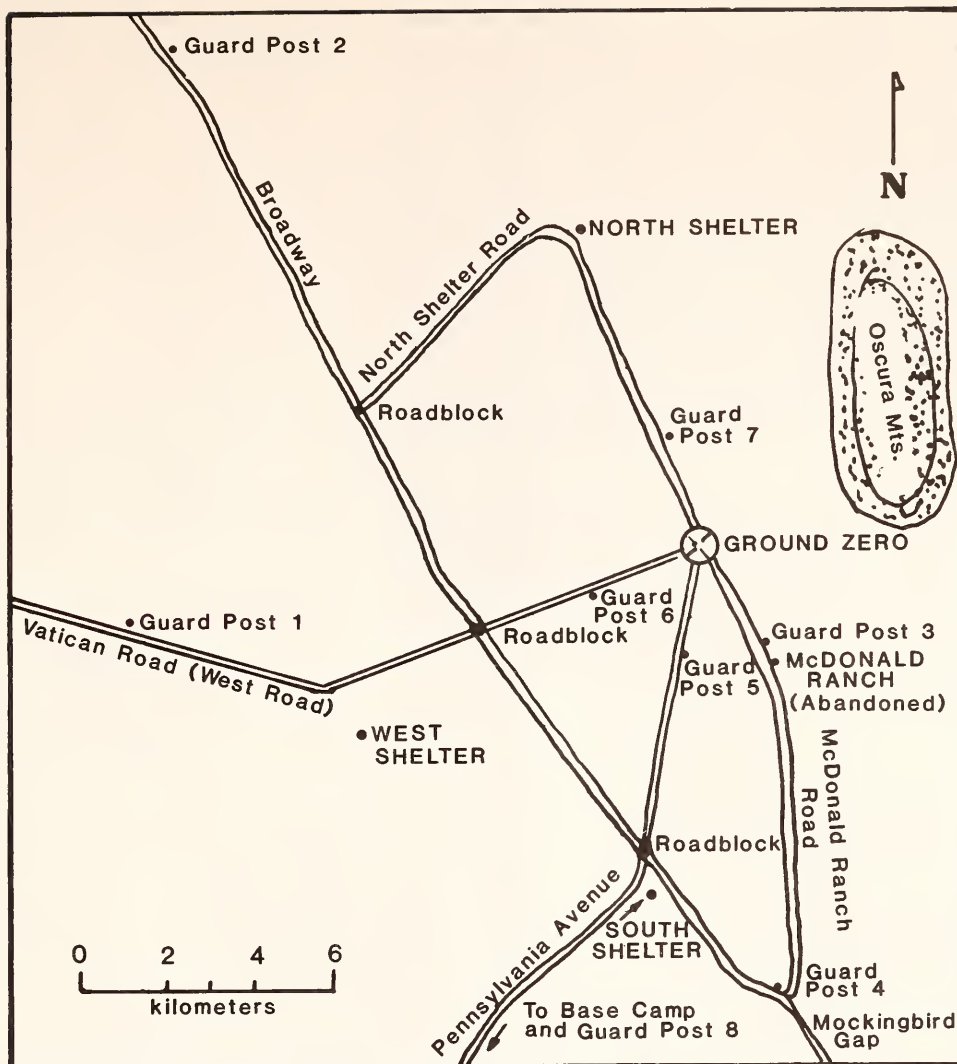 Guard Post 2
Broadway
N
North Shelter Road
NORTH SHELTER
Oscura Mts.
Roadblock
Guard
Post 7
GROUND ZERO
Guard
Post 6
Guard Post 1
Vatican Road (West Road)
Roadblock
Guard Post 3
Guard
Post 5
McDONALD
RANCH
(Abandoned)
WEST
SHELTER
McDonald Ranch
Road
Roadblock
Pennsylvania Avenue
SOUTH
SHELTER
0 2 4 6
kilometers
Guard
Post 4
To Base Camp
and Guard Post 8
Mockingbird
Gap